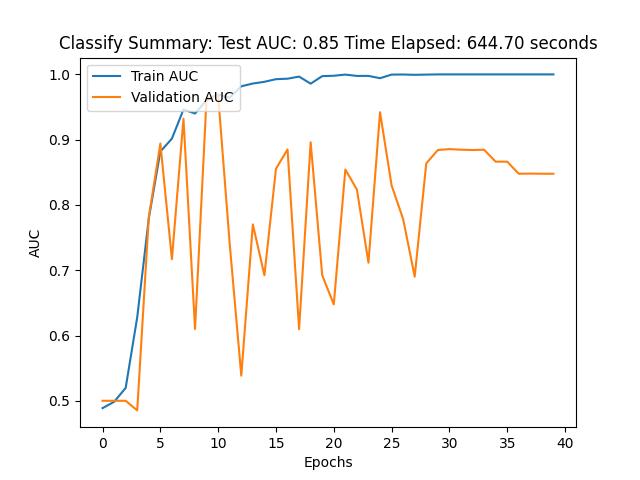 Classify Summary: Test AUC: 0.85 Time Elapsed: 644.70 seconds
Train AUC
Validation AUC
1.0
0.9
0.8
0.7
0.6
0.5
AUC
0 5 10 15 20 25 30 35 40
Epochs